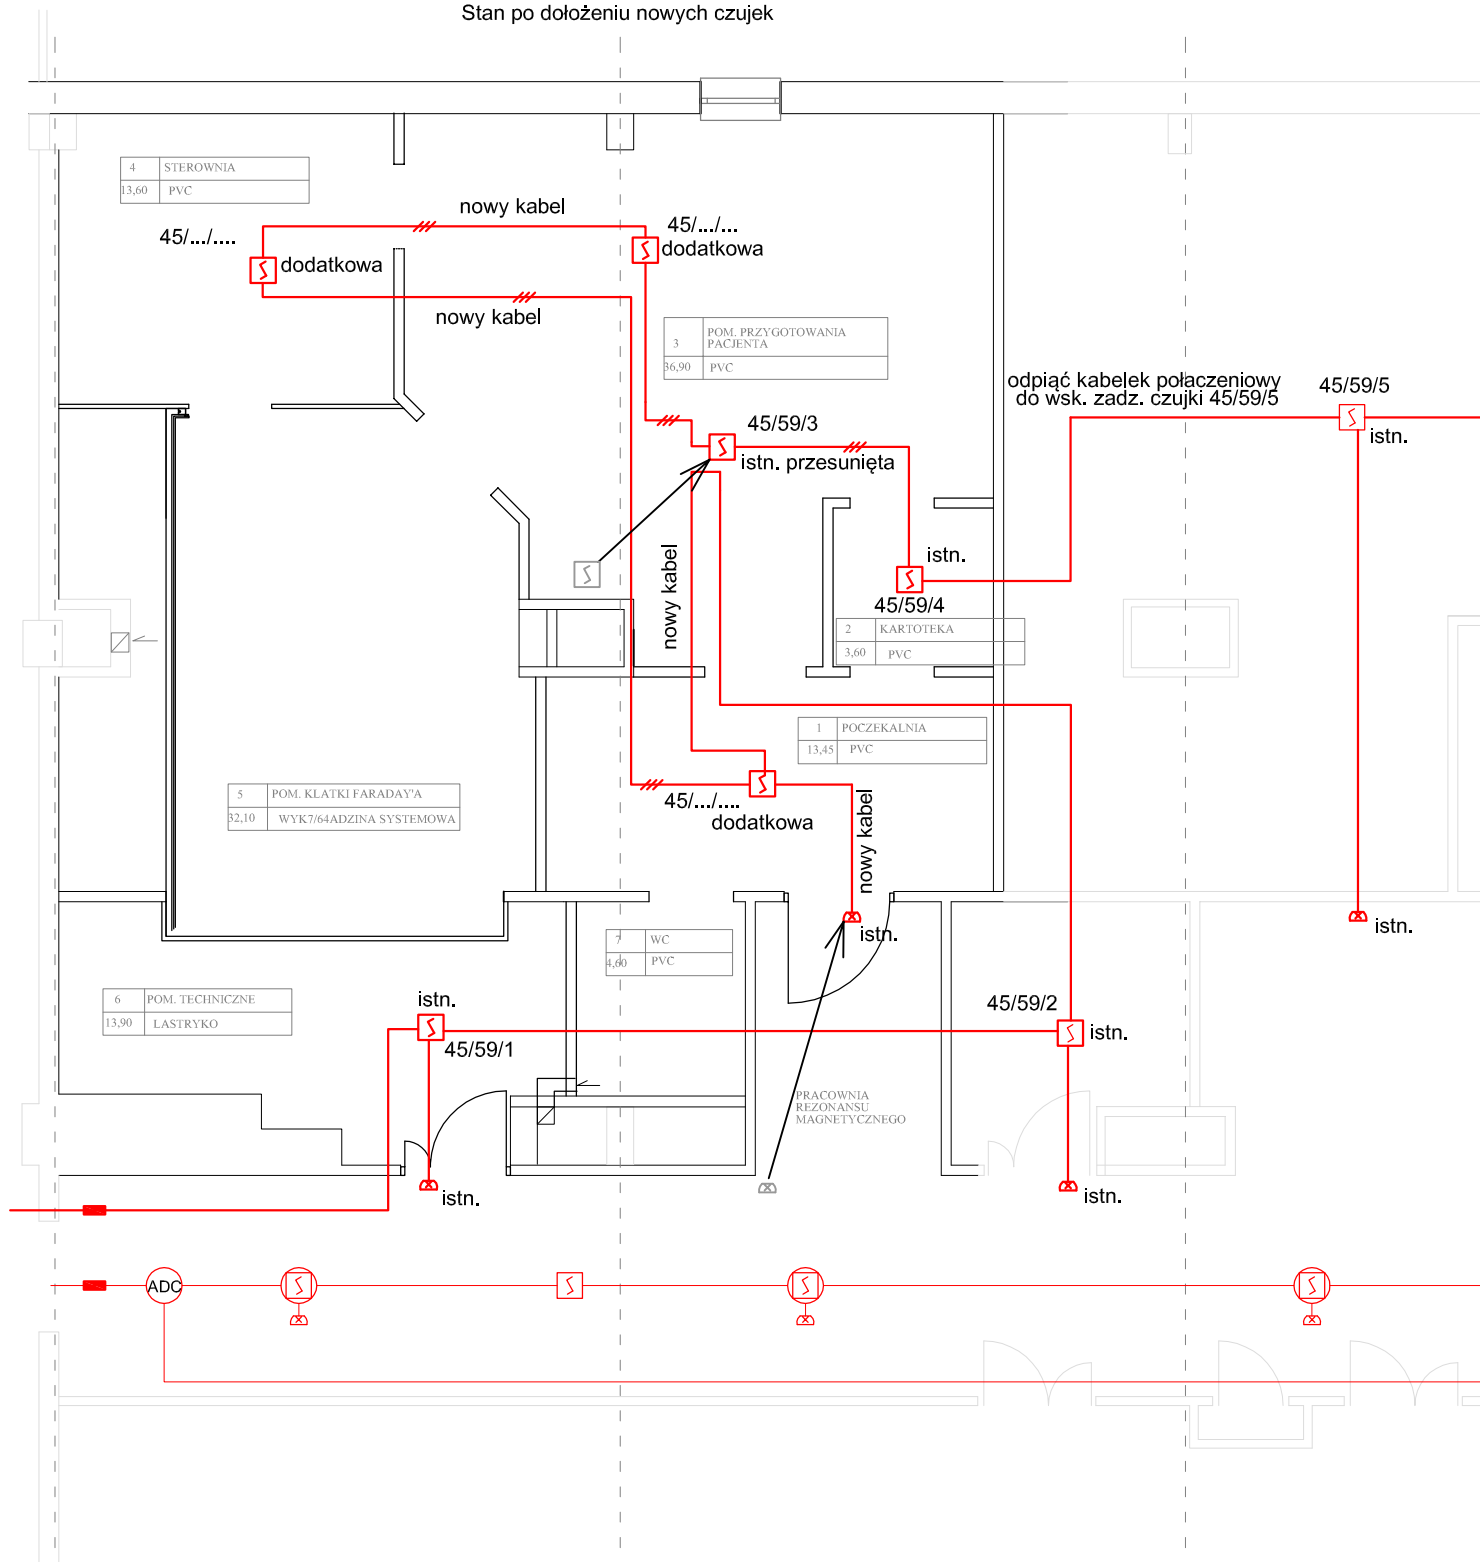 Stan po dołożeniu nowych czujek
4 STEROWNIA
13,60 PVC
nowy kabel
45/.../....
dodatkowa
45/.../...
dodatkowa
nowy kabel
3 POM. PRZYGOTOWANIA
PACJENTA
36,90 PVC
odpiąć kabelek połaczeniowy
do wsk. zadz. czujki 45/59/5
45/59/5
istn.
45/59/3
istn. przesunięta
istn.
45/59/4
nowy kabel
2 KARTOTEKA
3,60 PVC
1 POCZEKALNIA
13,45 PVC
5 POM. KLATKI FARADAY'A
32,10 WYK7/64ADZINA SYSTEMOWA
45/.../....
dodatkowa
nowy kabel
istn.
istn.
7 WC
4,60 PVC
6 POM. TECHNICZNE
13,90 LASTRYKO
istn.
45/59/1
45/59/2
istn.
PRACOWNIA
REZONANSU
MAGNETYCZNEGO
istn.
istn.
ADC